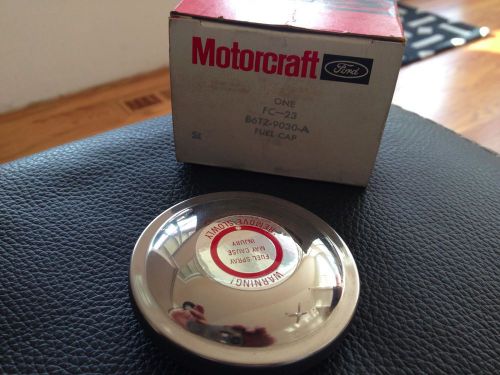 Motorcraft Ford
ONE
FC-23
B6TZ-9030-A
FUEL CAP
WARNING!
FUEL SPRAY
MAY CAUSE
INJURY
REMOVE SLOWLY